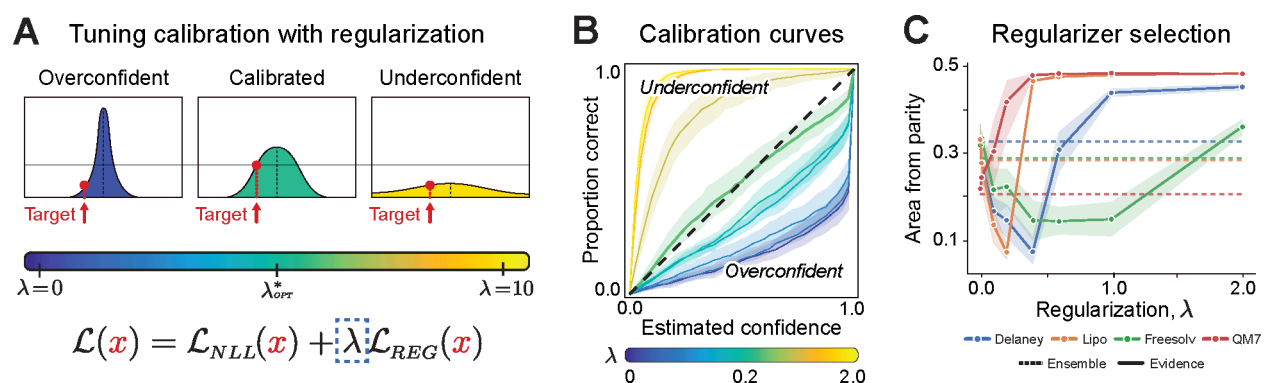 A Tuning calibration with regularization
Overconfident Calibrated Underconfident
Target Target Target
λ=0 λ*OPT λ=10
ℒ(x) = ℒNLL(x) + λℒREG(x)
B Calibration curves
Proportion correct
1.0
Underconfident
Overconfident
0.0
0.0 1.0
Estimated confidence
λ
0 0.2 2.0
C Regularizer selection
Area from parity
0.5
0.3
0.1
0.0 1.0 2.0
Regularization, λ
Delaney Lipo Freesolv QM7
Ensemble Evidence